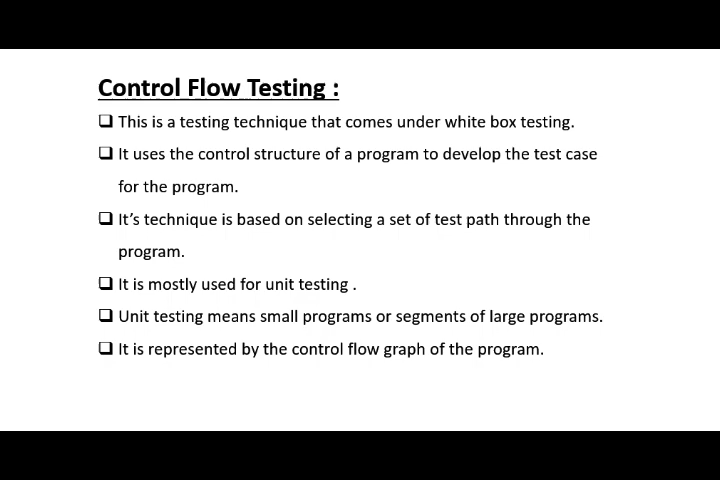 Control Flow Testing :
❑ This is a testing technique that comes under white box testing.
❑ It uses the control structure of a program to develop the test case
for the program.
❑ It’s technique is based on selecting a set of test path through the
program.
❑ It is mostly used for unit testing .
❑ Unit testing means small programs or segments of large programs.
❑ It is represented by the control flow graph of the program.